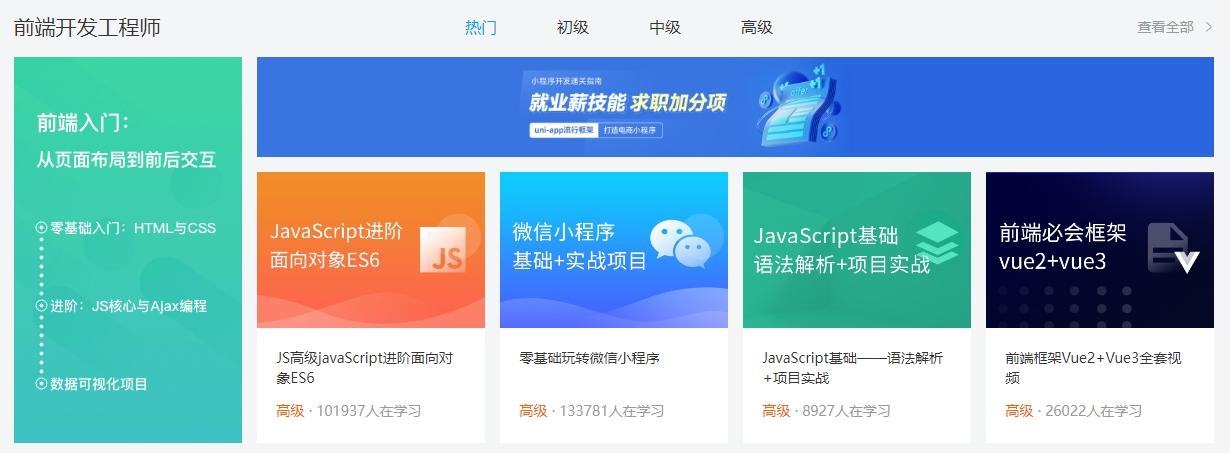 前端开发工程师
热门 初级 中级 高级
查看全部 >
前端入门：
从页面布局到前后交互
零基础入门：HTML与CSS
进阶：JS核心与Ajax编程
数据可视化项目
小程序开发通关指南
就业薪技能 求职加分项
uni-app流行框架 打造电商小程序
offer
+1
+1
JavaScript进阶
面向对象ES6
JS
JS高级javaScript进阶面向对
象ES6
高级 · 101937人在学习
微信小程序
基础+实战项目
零基础玩转微信小程序
高级 · 133781人在学习
JavaScript基础
语法解析+项目实战
JavaScript基础——语法解析
+项目实战
高级 · 8927人在学习
前端必会框架
vue2+vue3
前端框架Vue2+Vue3全套视
频
高级 · 26022人在学习